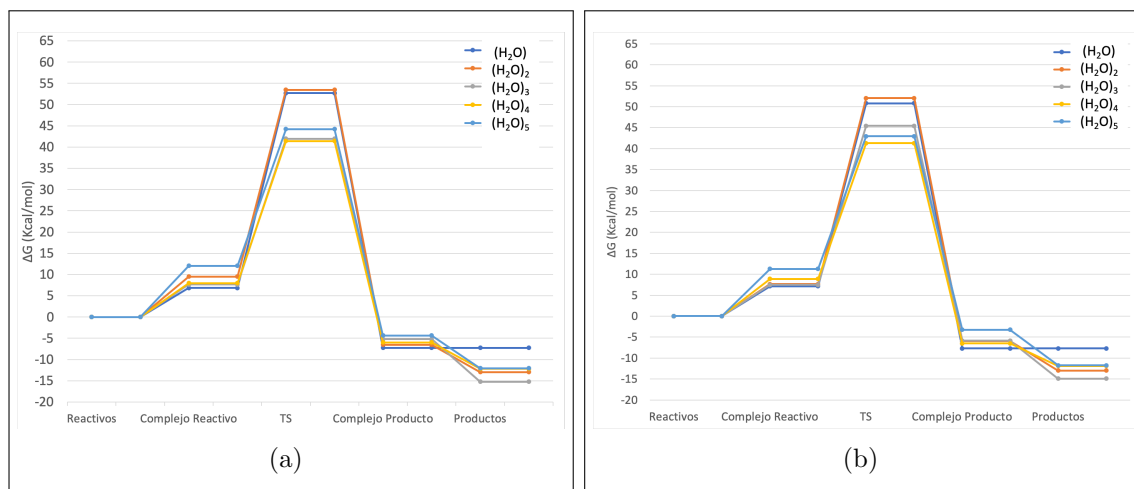 65
60
55
50
45
40
35
30
25
20
15
10
5
0
-5
-10
-15
-20
ΔG (Kcal/mol)
(H₂O)
(H₂O)₂
(H₂O)₃
(H₂O)₄
(H₂O)₅
Reactivos Complejo Reactivo TS Complejo Producto Productos
(a)
65
60
55
50
45
40
35
30
25
20
15
10
5
0
-5
-10
-15
-20
ΔG (Kcal/mol)
(H₂O)
(H₂O)₂
(H₂O)₃
(H₂O)₄
(H₂O)₅
Reactivos Complejo Reactivo TS Complejo Producto Productos
(b)